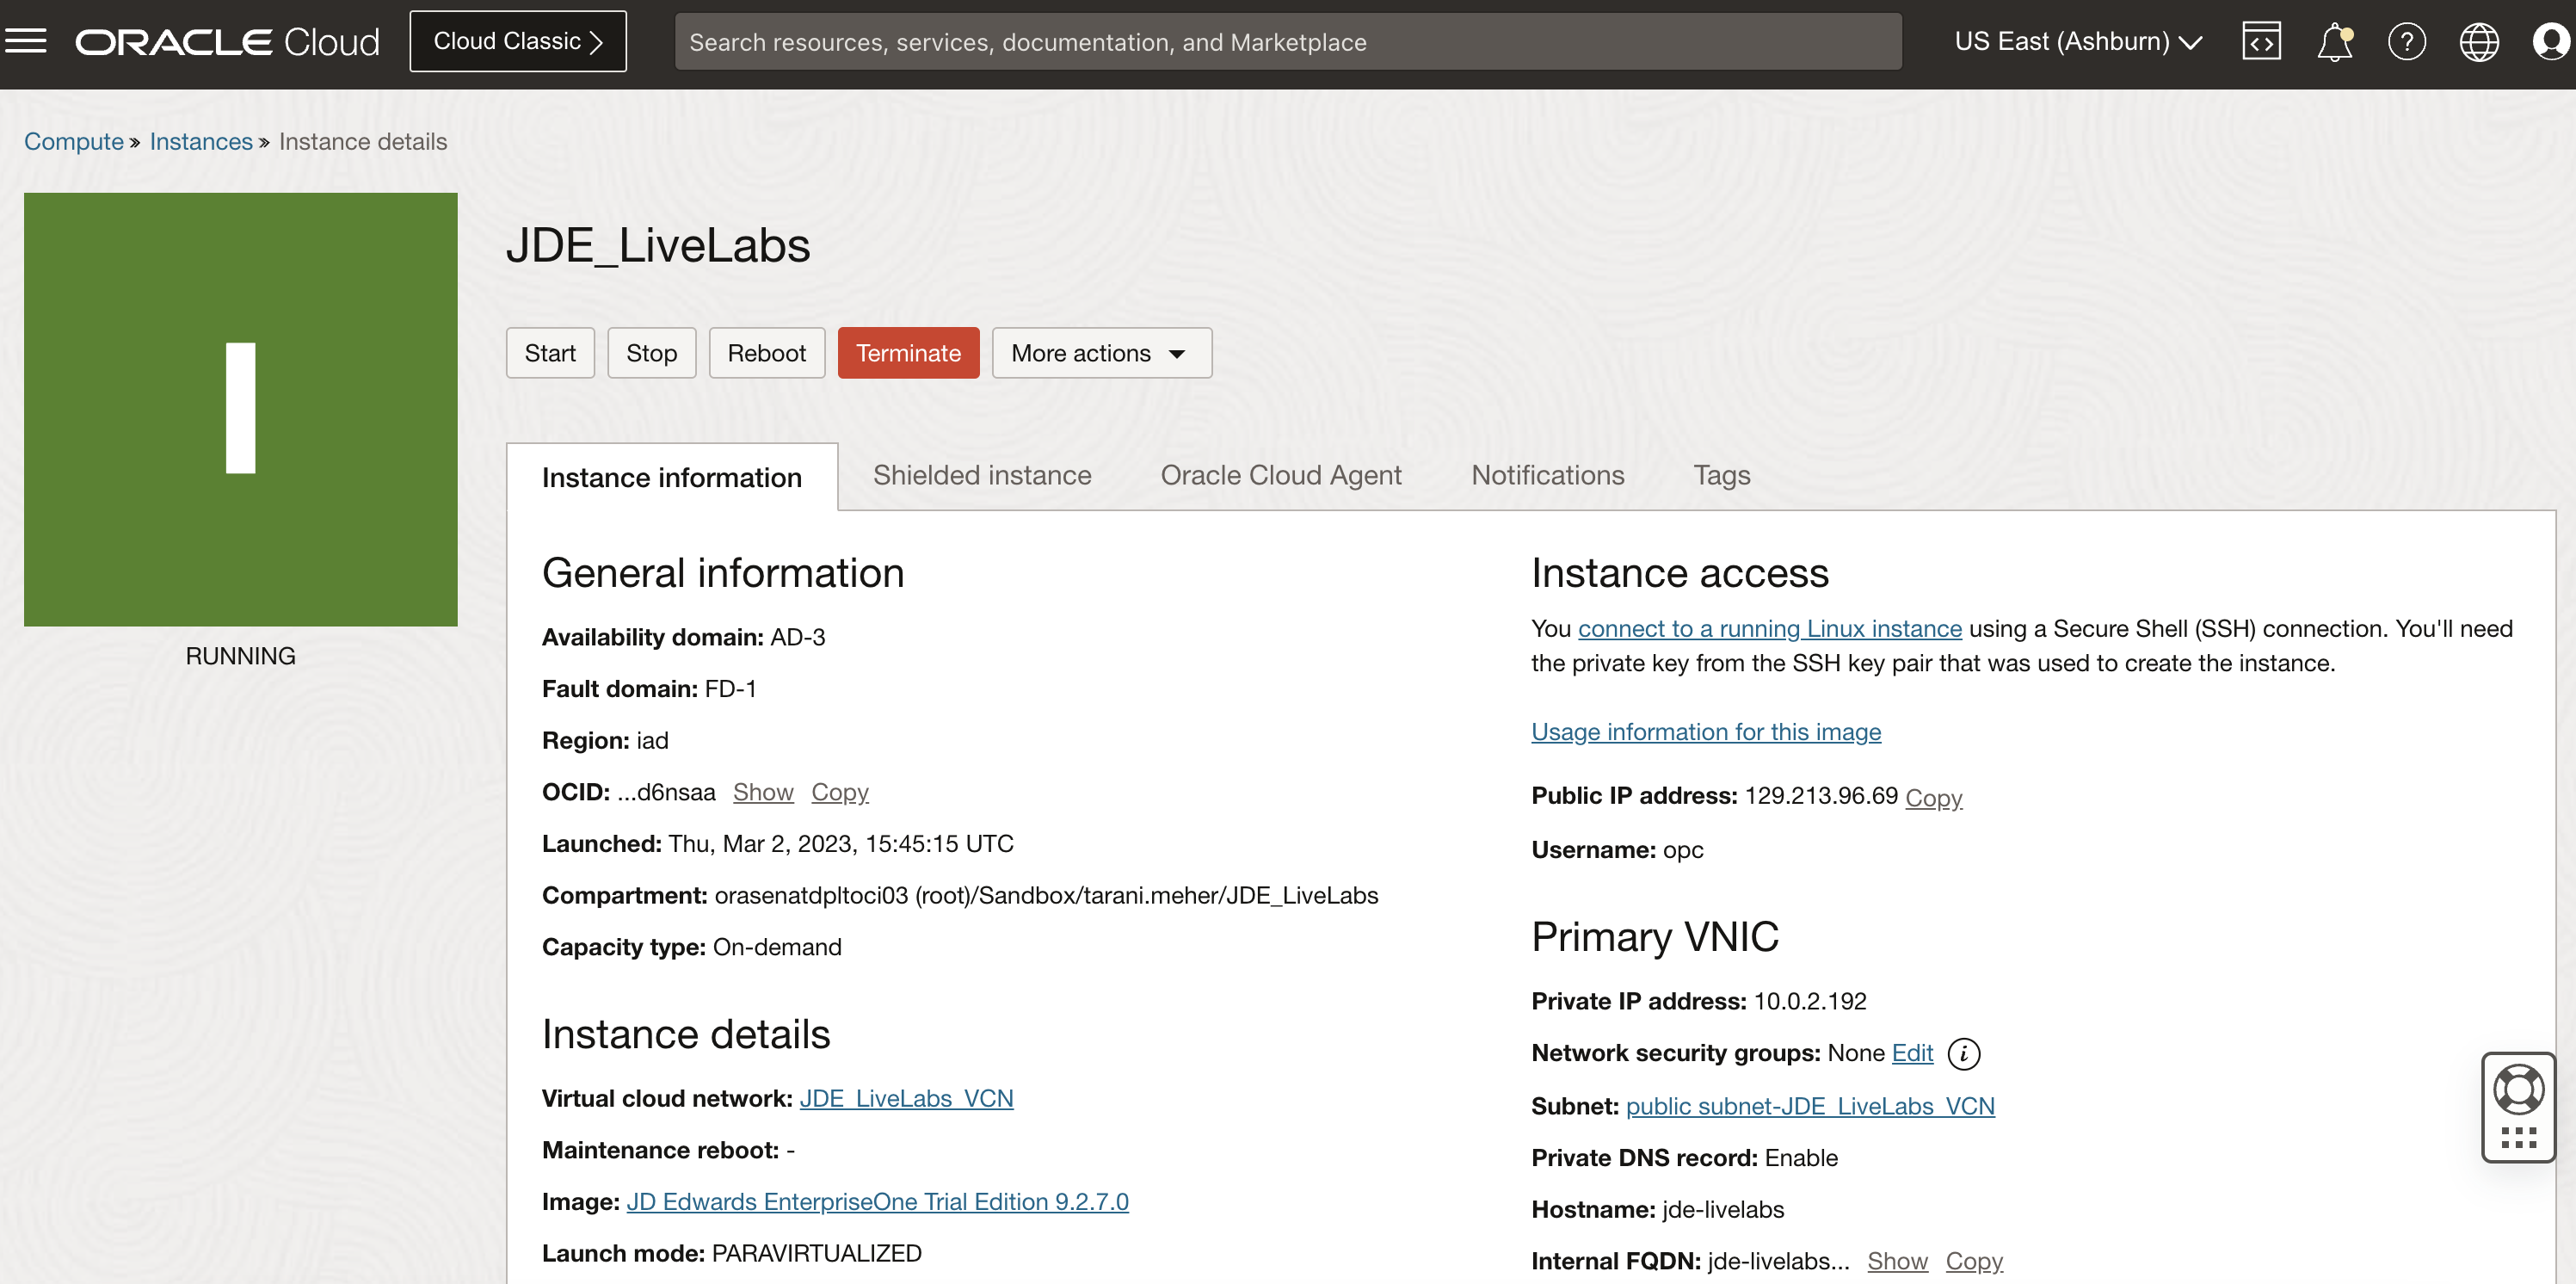 ORACLE Cloud
Cloud Classic
Search resources, services, documentation, and Marketplace
US East (Ashburn)
Compute » Instances » Instance details
I
RUNNING
JDE_LiveLabs
Start Stop Reboot Terminate More actions
Instance information Shielded instance Oracle Cloud Agent Notifications Tags
General information
Availability domain: AD-3
Fault domain: FD-1
Region: iad
OCID: ...d6nsaa Show Copy
Launched: Thu, Mar 2, 2023, 15:45:15 UTC
Compartment: orasenatdpltoci03 (root)/Sandbox/tarani.meher/JDE_LiveLabs
Capacity type: On-demand
Instance details
Virtual cloud network: JDE_LiveLabs_VCN
Maintenance reboot: -
Image: JD Edwards EnterpriseOne Trial Edition 9.2.7.0
Launch mode: PARAVIRTUALIZED
Instance access
You connect to a running Linux instance using a Secure Shell (SSH) connection. You'll need
the private key from the SSH key pair that was used to create the instance.
Usage information for this image
Public IP address: 129.213.96.69 Copy
Username: opc
Primary VNIC
Private IP address: 10.0.2.192
Network security groups: None Edit i
Subnet: public subnet-JDE_LiveLabs_VCN
Private DNS record: Enable
Hostname: jde-livelabs
Internal FQDN: jde-livelabs... Show Copy